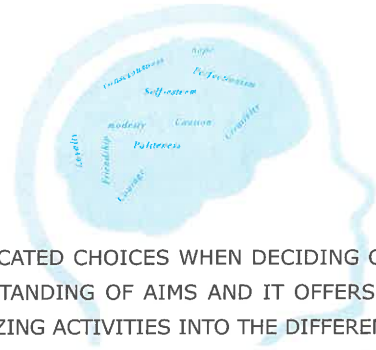 hope
Consciousness
Perfectionism
Self-esteem
Creativity
modesty
Caution
Politeness
Loyalty
Friendship
Courage
CATED CHOICES WHEN DECIDING
TANDING OF AIMS AND IT OFFERS
ZING ACTIVITIES INTO THE DIFFERE